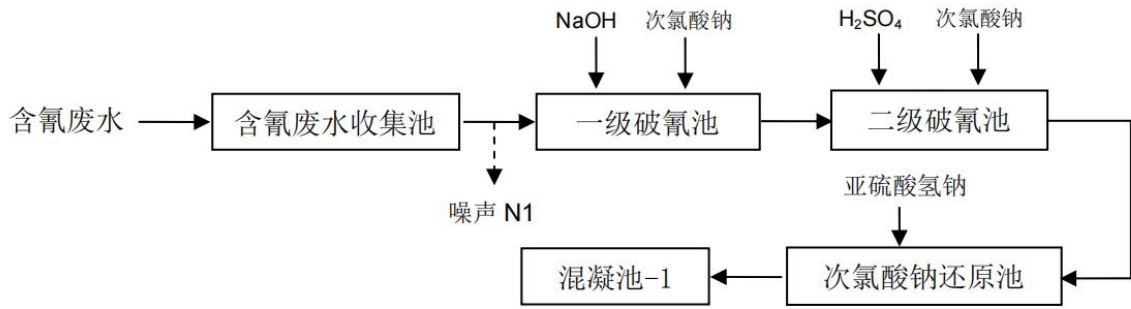 NaOH
次氯酸钠
H₂SO₄
次氯酸钠
含氰废水
含氰废水收集池
一级破氰池
二级破氰池
噪声 N1
亚硫酸氢钠
混凝池-1
次氯酸钠还原池